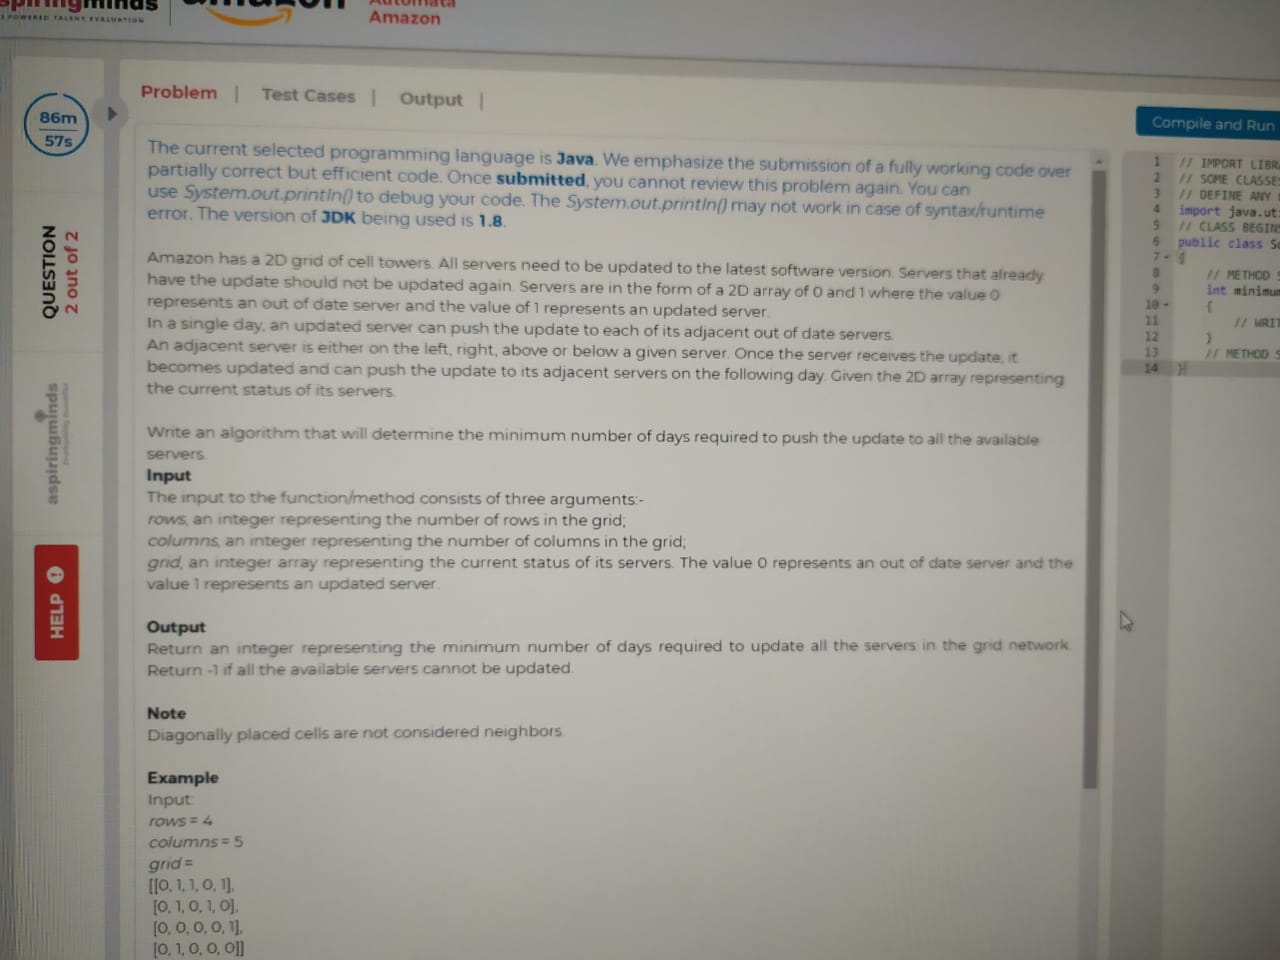 Amazon
Problem | Test Cases | Output |
86m
57s
Compile and Run
The current selected programming language is Java. We emphasize the submission of a fully working code over
partially correct but efficient code. Once submitted, you cannot review this problem again. You can
use System.out.println() to debug your code. The System.out.println() may not work in case of syntax/runtime
error. The version of JDK being used is 1.8.
Amazon has a 2D grid of cell towers. All servers need to be updated to the latest software version. Servers that already
have the update should not be updated again. Servers are in the form of a 2D array of 0 and 1 where the value 0
represents an out of date server and the value of 1 represents an updated server.
In a single day, an updated server can push the update to each of its adjacent out of date servers.
An adjacent server is either on the left, right, above or below a given server. Once the server receives the update, it
becomes updated and can push the update to its adjacent servers on the following day. Given the 2D array representing
the current status of its servers.
Write an algorithm that will determine the minimum number of days required to push the update to all the available
servers.
Input
The input to the function/method consists of three arguments:-
rows, an integer representing the number of rows in the grid;
columns, an integer representing the number of columns in the grid;
grid, an integer array representing the current status of its servers. The value 0 represents an out of date server and the
value 1 represents an updated server.
Output
Return an integer representing the minimum number of days required to update all the servers in the grid network.
Return -1 if all the available servers cannot be updated.
Note
Diagonally placed cells are not considered neighbors.
Example
Input:
rows = 4
columns = 5
grid =
[[0, 1, 1, 0, 1],
[0, 1, 0, 1, 0],
[0, 0, 0, 0, 1],
[0, 1, 0, 0, 0]]
QUESTION
2 out of 2
aspiringminds
HELP !
1 // IMPORT LIBR
2 // SOME CLASSE
3 // DEFINE ANY
4 import java.ut
5 // CLASS BEGINS
6 public class So
7 {
8 // METHOD S
9 int minimum
10 {
11 // WRIT
12 }
13 // METHOD S
14 }